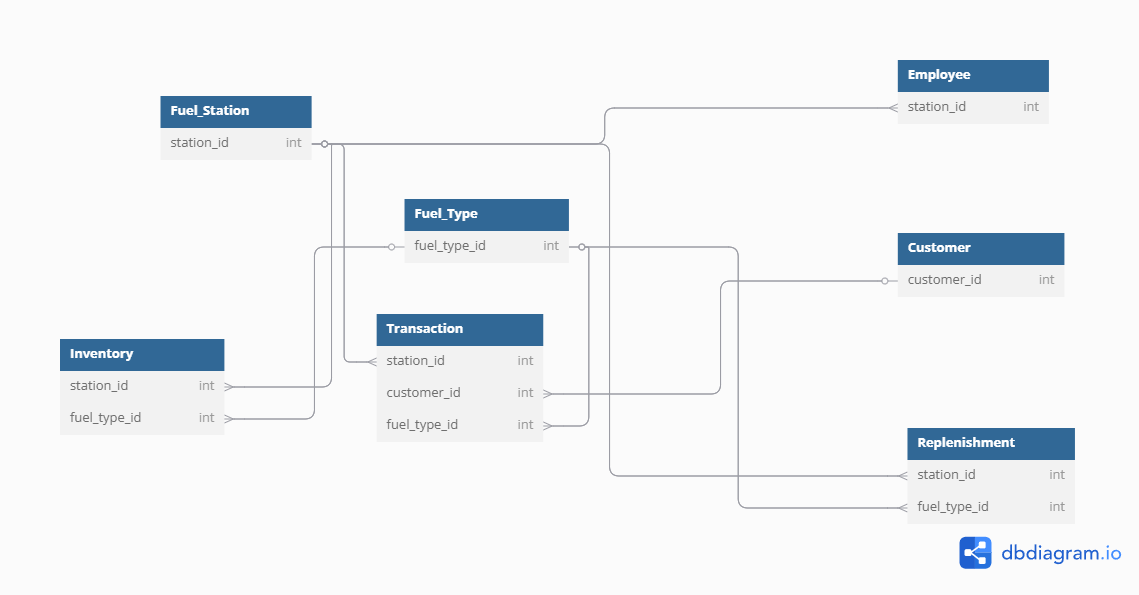 Employee
station_id int
Fuel_Station
station_id int
Fuel_Type
fuel_type_id int
Customer
customer_id int
Transaction
station_id int
customer_id int
fuel_type_id int
Inventory
station_id int
fuel_type_id int
Replenishment
station_id int
fuel_type_id int
dbdiagram.io